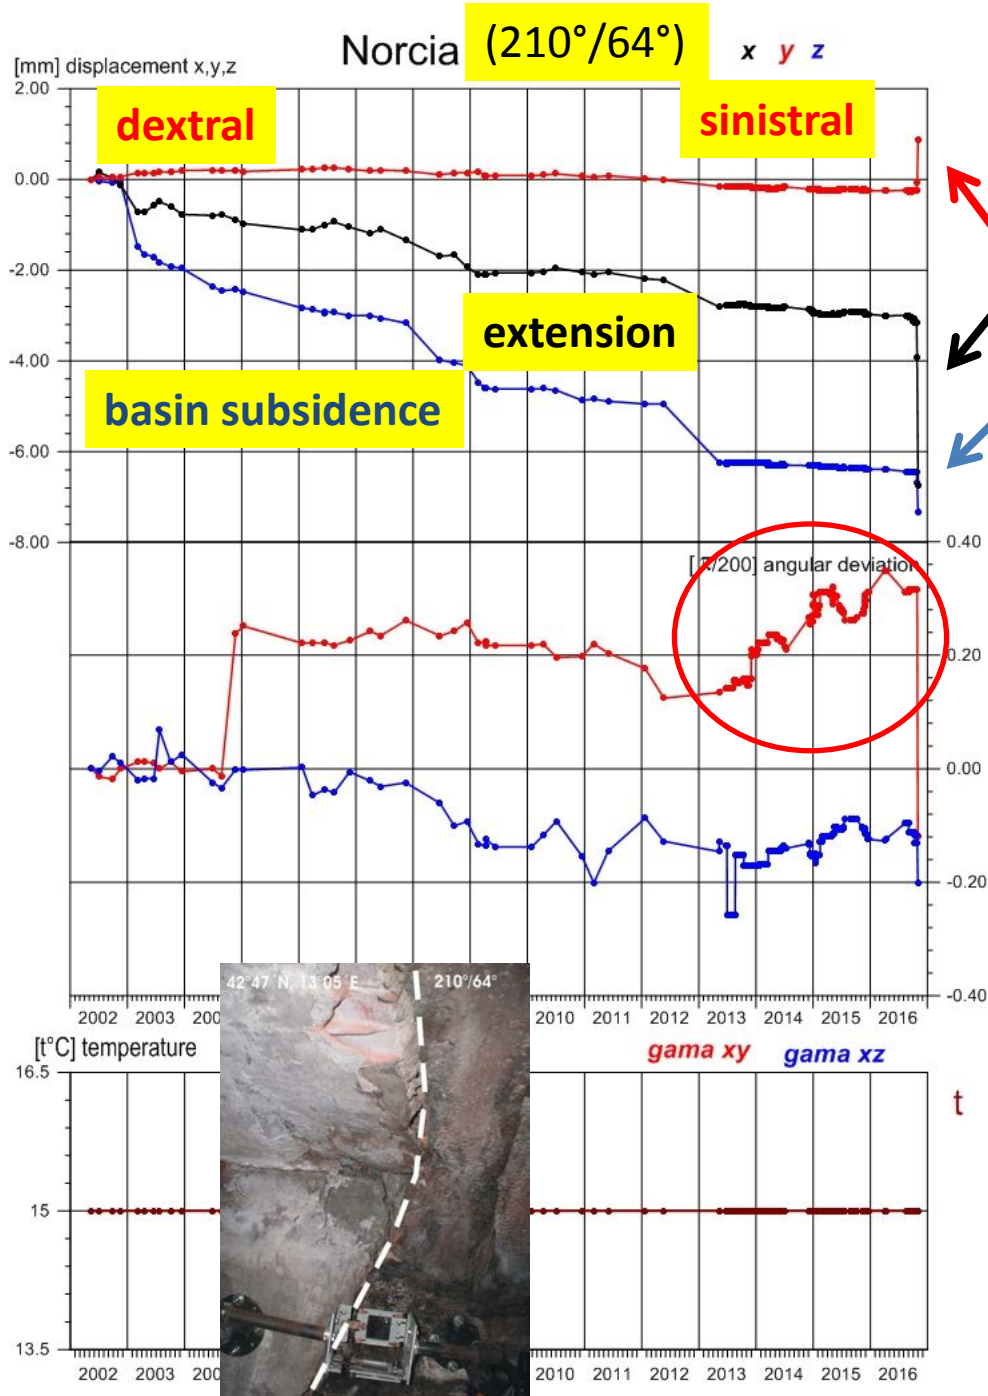 Norcia (210°/64°) x y z
[mm] displacement x,y,z
2.00
dextral sinistral
0.00
-2.00
extension
-4.00
basin subsidence
-6.00
-8.00 0.40
/200] angular deviation
0.20
0.00
-0.20
42°47´N, 13°05´E 210°/64°
-0.40
2002 2003 2010 2011 2012 2013 2014 2015 2016
[t°C] temperature gama xy gama xz
16.5
t
15
13.5
2002 2003 2010 2011 2012 2013 2014 2015 2016